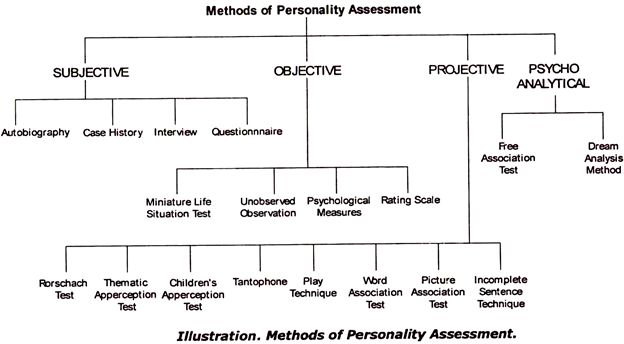 Methods of Personality Assessment
SUBJECTIVE
OBJECTIVE
PROJECTIVE
PSYCHO
ANALYTICAL
Autobiography
Case History
Interview
Questionnnaire
Free
Association
Test
Dream
Analysis
Method
Miniature Life
Situation Test
Unobserved
Observation
Psychological
Measures
Rating Scale
Rorschach
Test
Thematic
Apperception
Test
Children's
Apperception
Test
Tantophone
Play
Technique
Word
Association
Test
Picture
Association
Test
Incomplete
Sentence
Technique
Illustration. Methods of Personality Assessment.